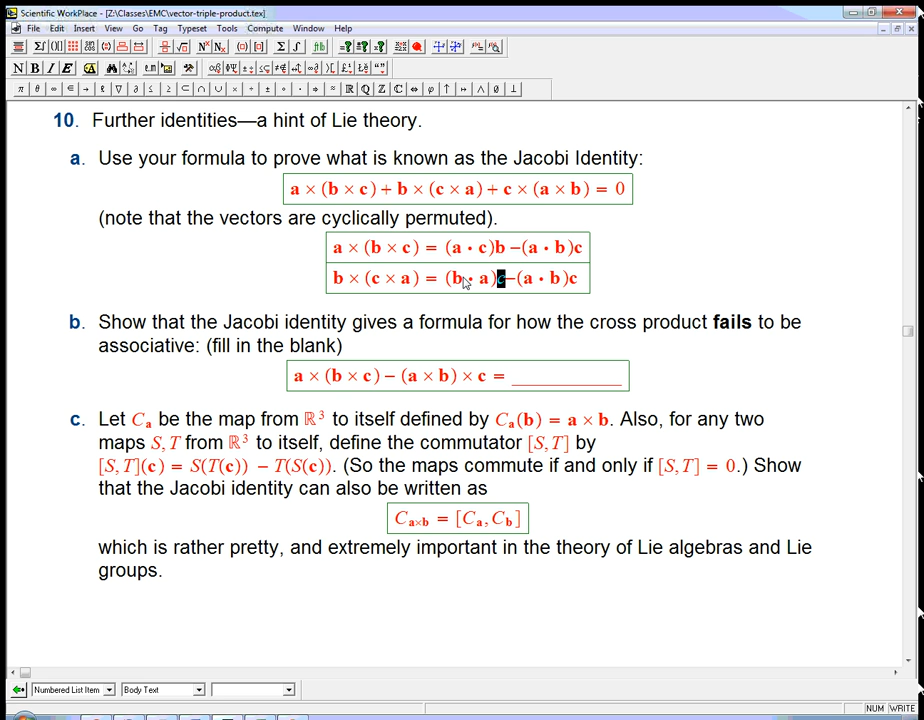 Scientific WorkPlace - [Z:\Classes\EMC\vector-triple-product.tex]
File Edit Insert View Go Tag Typeset Tools Compute Window Help
10. Further identities—a hint of Lie theory.
a. Use your formula to prove what is known as the Jacobi Identity:
a × (b × c) + b × (c × a) + c × (a × b) = 0
(note that the vectors are cyclically permuted).
a × (b × c) = (a · c)b −(a · b)c
b × (c × a) = (b · a)c−(a · b)c
b. Show that the Jacobi identity gives a formula for how the cross product fails to be
associative: (fill in the blank)
a × (b × c) − (a × b) × c = ____________
c. Let Cₐ be the map from ℝ³ to itself defined by Cₐ(b) = a × b. Also, for any two
maps S, T from ℝ³ to itself, define the commutator [S, T] by
[S, T](c) = S(T(c)) − T(S(c)). (So the maps commute if and only if [S, T] = 0.) Show
that the Jacobi identity can also be written as
C_{a×b} = [C_a, C_b]
which is rather pretty, and extremely important in the theory of Lie algebras and Lie
groups.
Numbered List Item Body Text
NUM WRITE